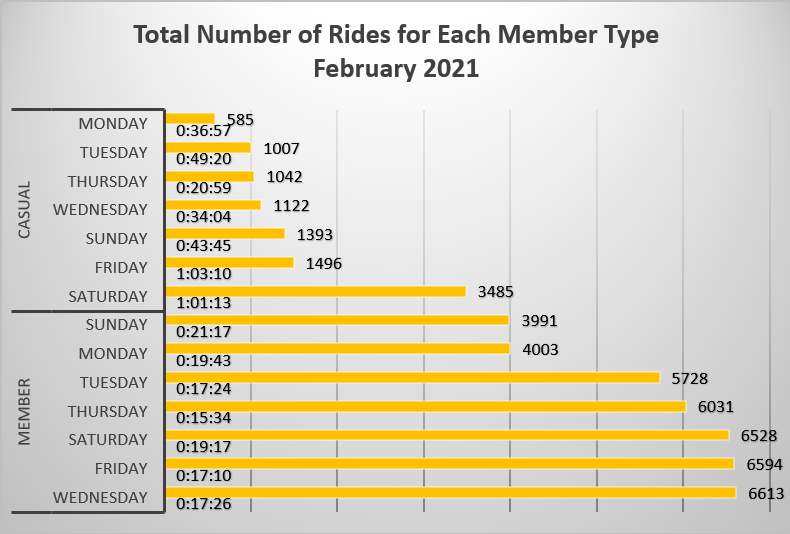 Total Number of Rides for Each Member Type
February 2021
CASUAL
MONDAY 585
0:36:57
TUESDAY 1007
0:49:20
THURSDAY 1042
0:20:59
WEDNESDAY 1122
0:34:04
SUNDAY 1393
0:43:45
FRIDAY 1496
1:03:10
SATURDAY 3485
1:01:13
MEMBER
SUNDAY 3991
0:21:17
MONDAY 4003
0:19:43
TUESDAY 5728
0:17:24
THURSDAY 6031
0:15:34
SATURDAY 6528
0:19:17
FRIDAY 6594
0:17:10
WEDNESDAY 6613
0:17:26